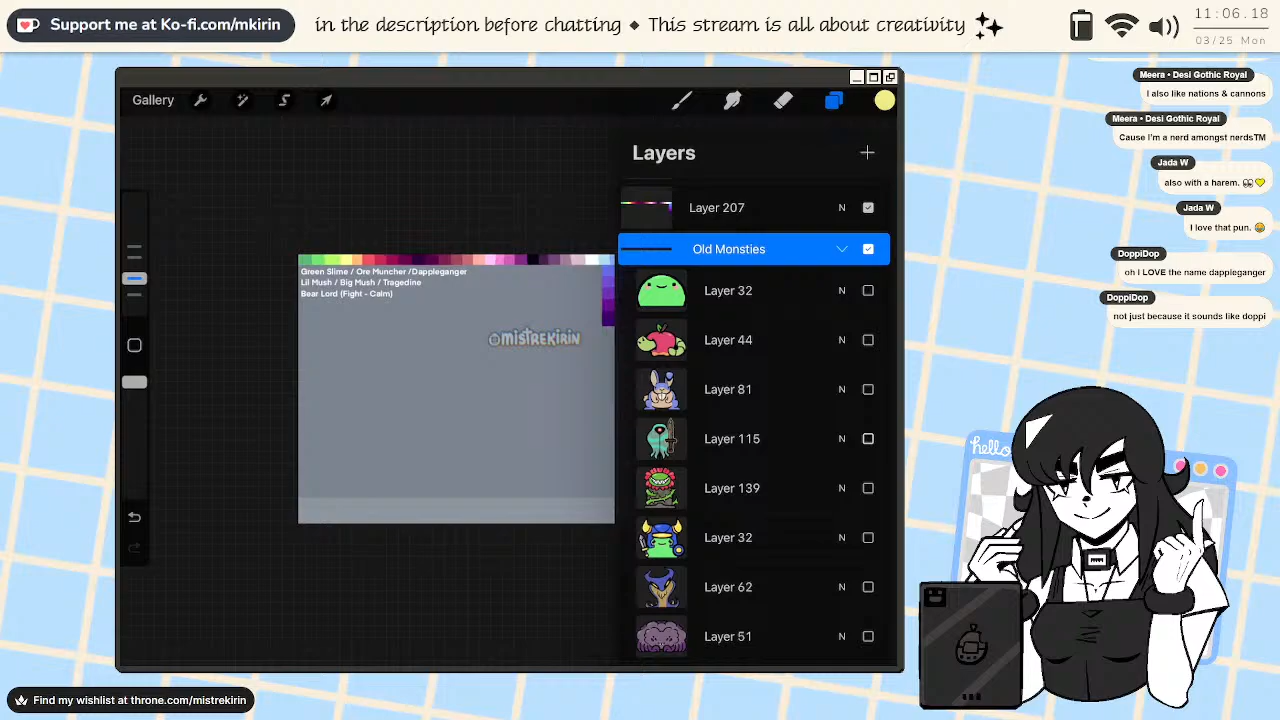 Support me at Ko-fi.com/mkirin
in the description before chatting ◆ This stream is all about creativity
11:06.18
03/25 Mon
Gallery
Layers
Layer 207 N
Old Monsties
Layer 32 N
Layer 44 N
Layer 81 N
Layer 115 N
Layer 139 N
Layer 32 N
Layer 62 N
Layer 51 N
Green Slime / Ore Muncher /Dappleganger
Lil Mush / Big Mush / Tragedine
Bear Lord (Fight - Calm)
@MISTREKIRIN
Meera • Desi Gothic Royal
I also like nations & cannons
Meera • Desi Gothic Royal
Cause I'm a nerd amongst nerdsTM
Jada W
also with a harem. 👀💛
Jada W
I love that pun. 😄
DoppiDop
oh I LOVE the name dappleganger
DoppiDop
not just because it sounds like doppi
hello
Find my wishlist at throne.com/mistrekirin